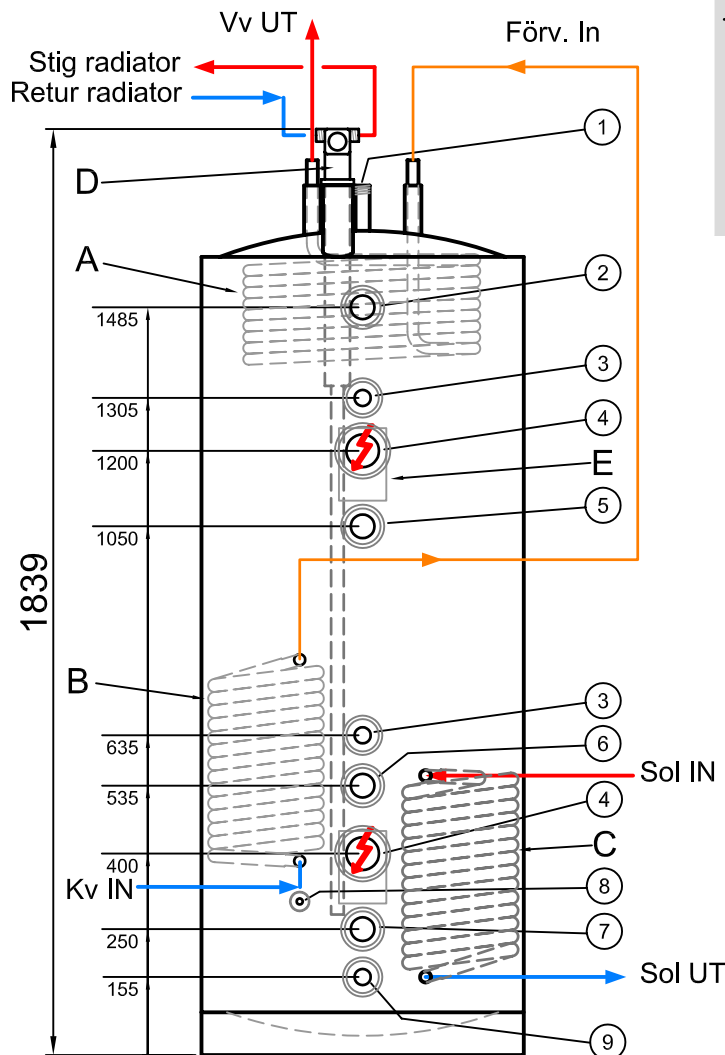 Vv UT
Förv. In
Stig radiator
Retur radiator
1
D
A
2
1485
3
1305
4
1200
E
5
1050
1839
B
3
635
6
535
Sol IN
4
400
C
Kv IN
8
7
250
155
Sol UT
9